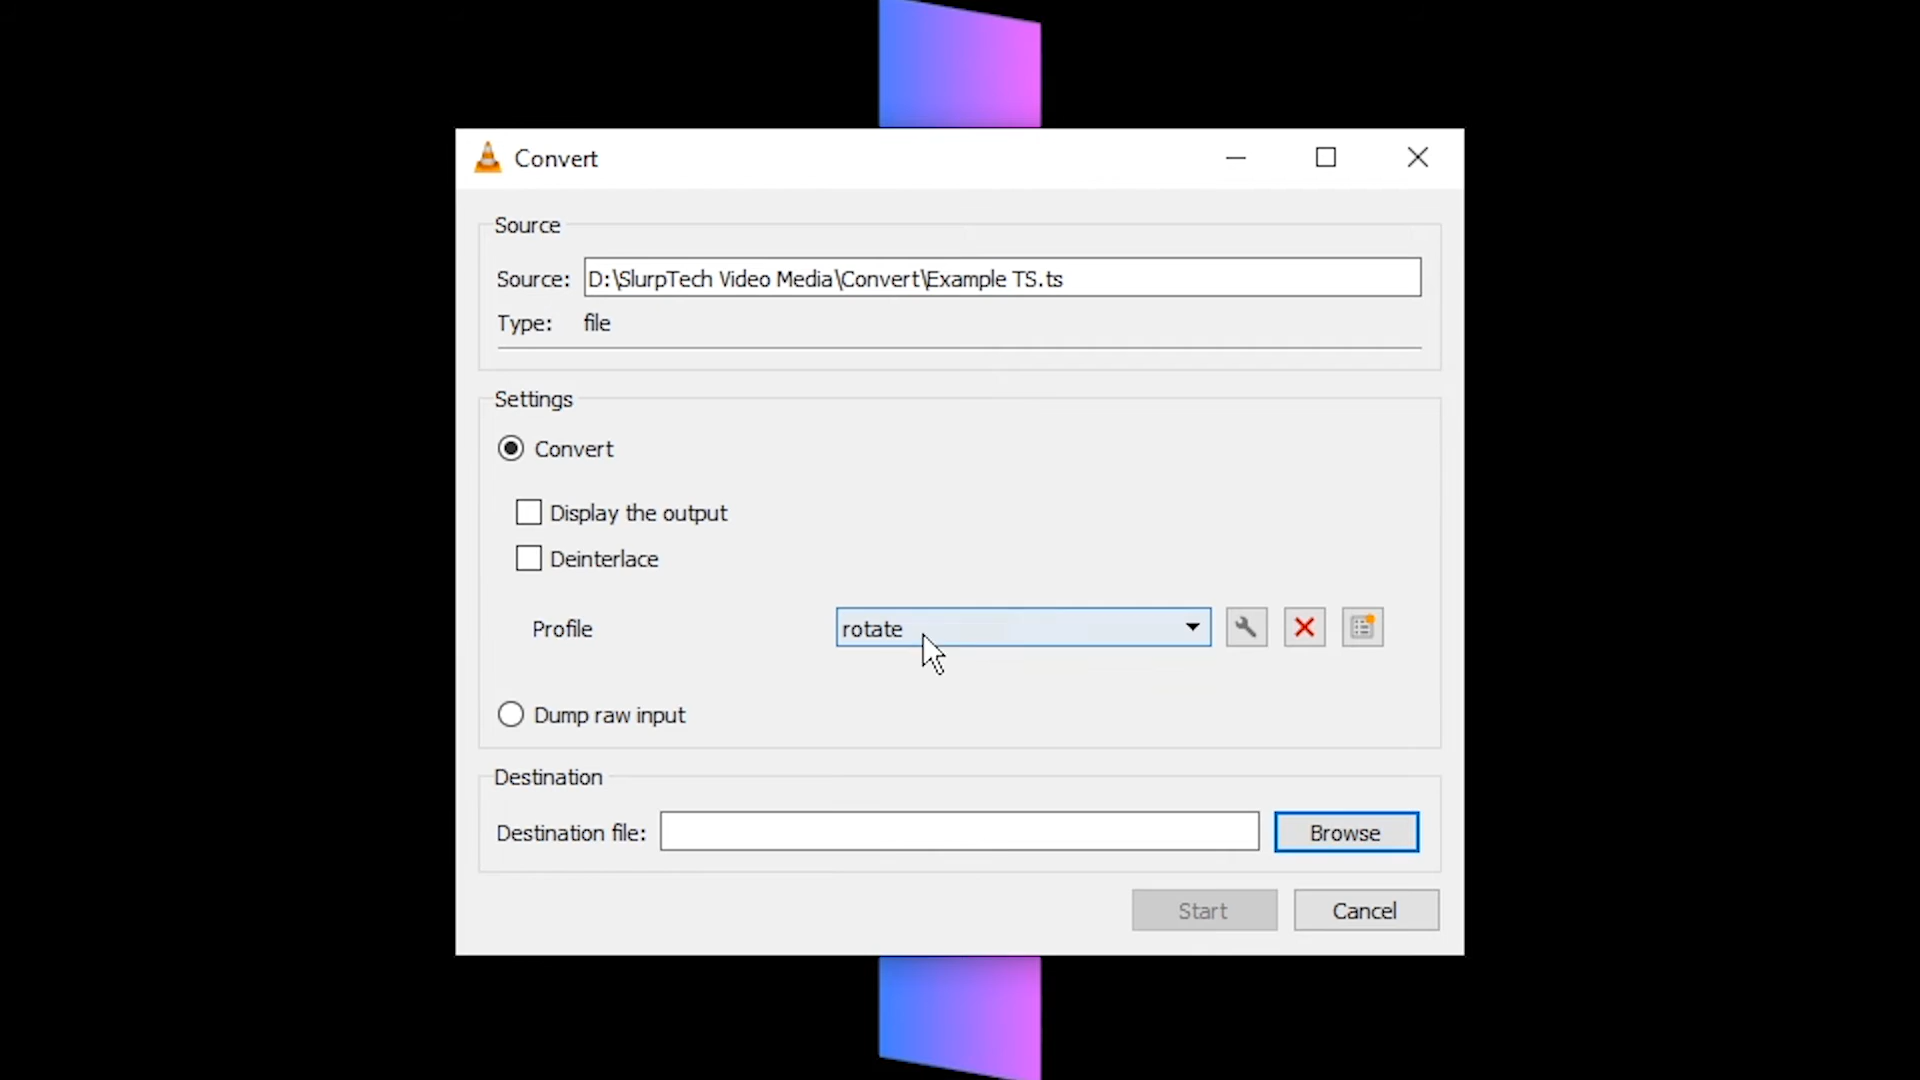 Convert
Source
Source: D:\SlurpTech Video Media\Convert\Example TS.ts
Type: file
Settings
Convert
Display the output
Deinterlace
Profile rotate
Dump raw input
Destination
Destination file: Browse
Start Cancel